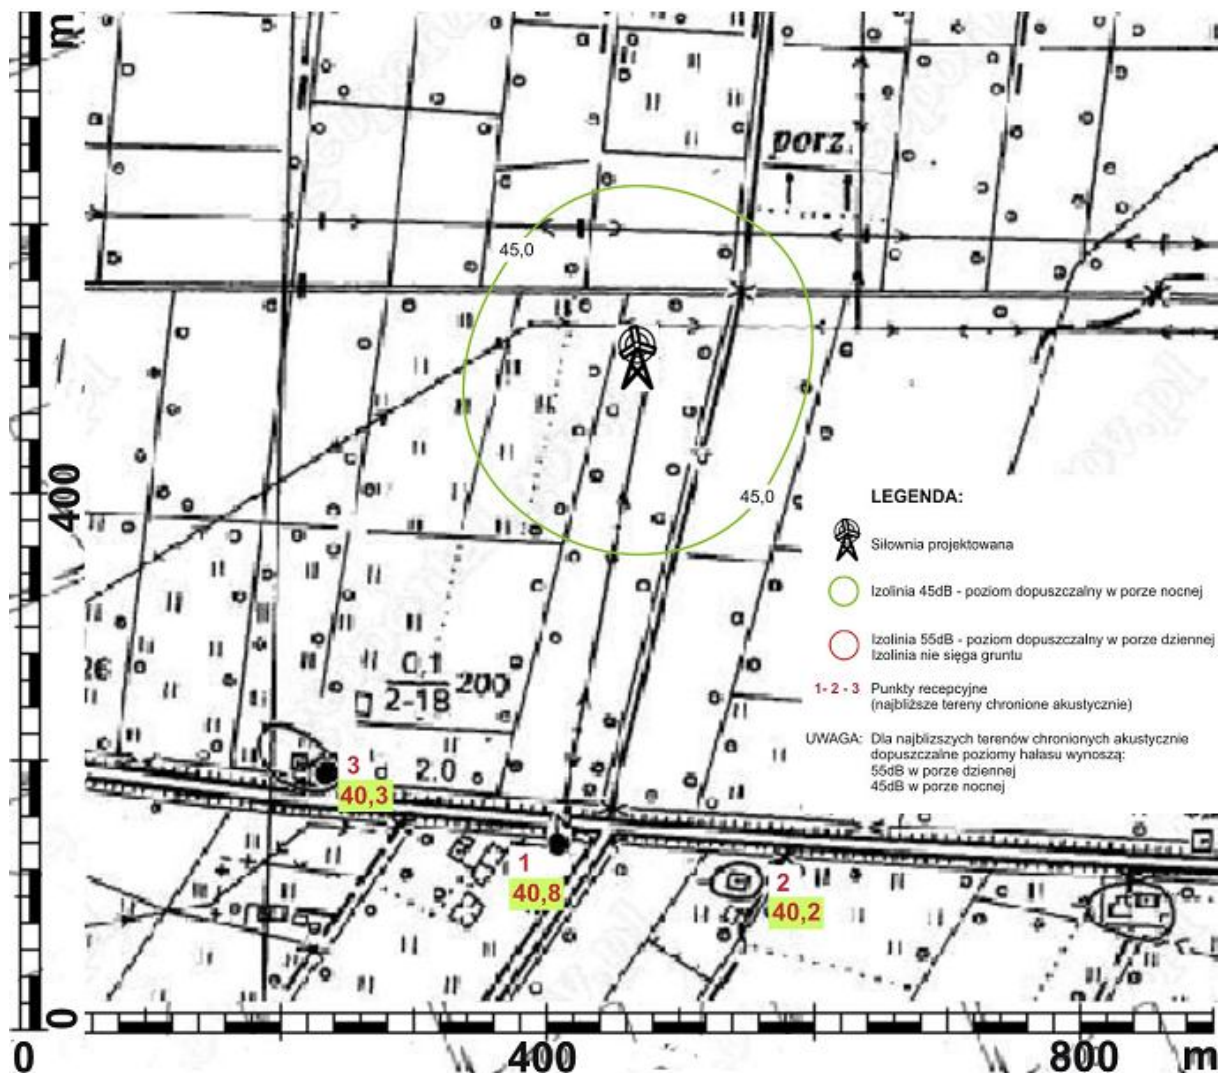 m
zrod
45,0
400
45,0
LEGENDA:
Siłownia projektowana
Izolinia 45dB - poziom dopuszczalny w porze nocnej
Izolinia 55dB - poziom dopuszczalny w porze dziennej
Izolinia nie sięga gruntu
1- 2 - 3 Punkty recepcyjne
(najbliższe tereny chronione akustycznie)
UWAGA: Dla najblizszych terenów chronionych akustycznie
dopuszczalne poziomy hałasu wynoszą:
55dB w porze dziennej
45dB w porze nocnej
0,1
2-18
200
2.0
3
40,3
1
40,8
2
40,2
0
0
400
800
m